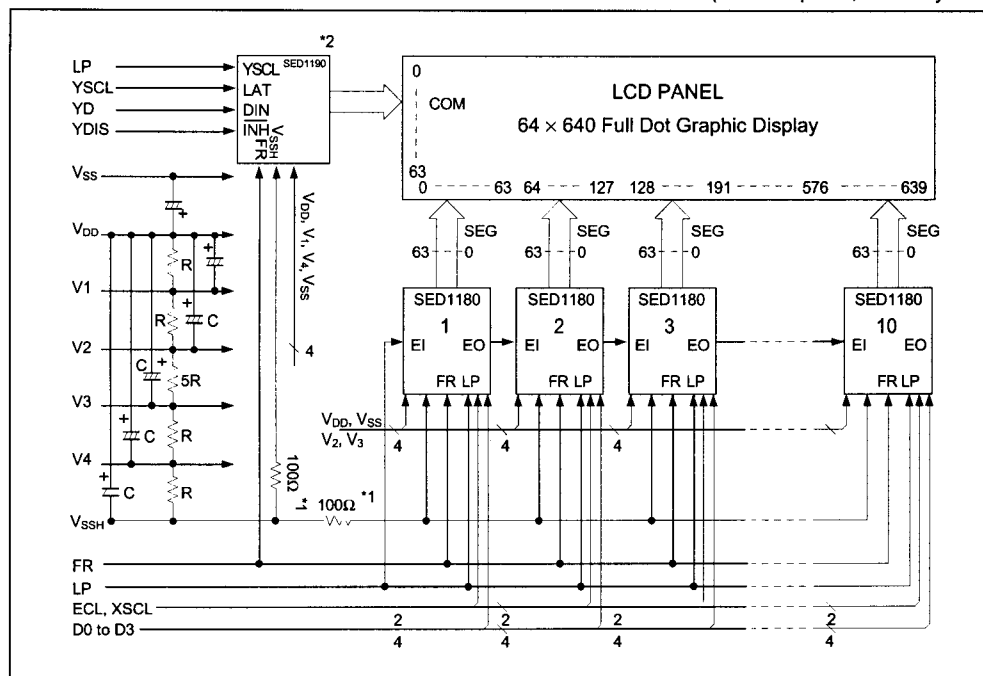 *2
LP
YSCL
YD
YDIS
YSCL SED1190
LAT
DIN
INH
FR
VSSH
0
COM
63
LCD PANEL
64 × 640 Full Dot Graphic Display
0 63 64 127 128 191 576 639
VSS
VDD
V1
V2
V3
V4
VSSH
+
+
+
+
+
+
+
R
R
5R
R
R
C
C
C
C
VDD, V1, V4, VSS
4
SEG SEG SEG SEG
63 0 63 0 63 0 63 0
SED1180 SED1180 SED1180 SED1180
1 2 3 10
EI EO EI EO EI EO EI EO
FR LP FR LP FR LP FR LP
VDD, VSS
V2, V3
4 4 4
100Ω *1
100Ω *1
FR
LP
ECL, XSCL
D0 to D3
2 2 2 2
4 4 4 4